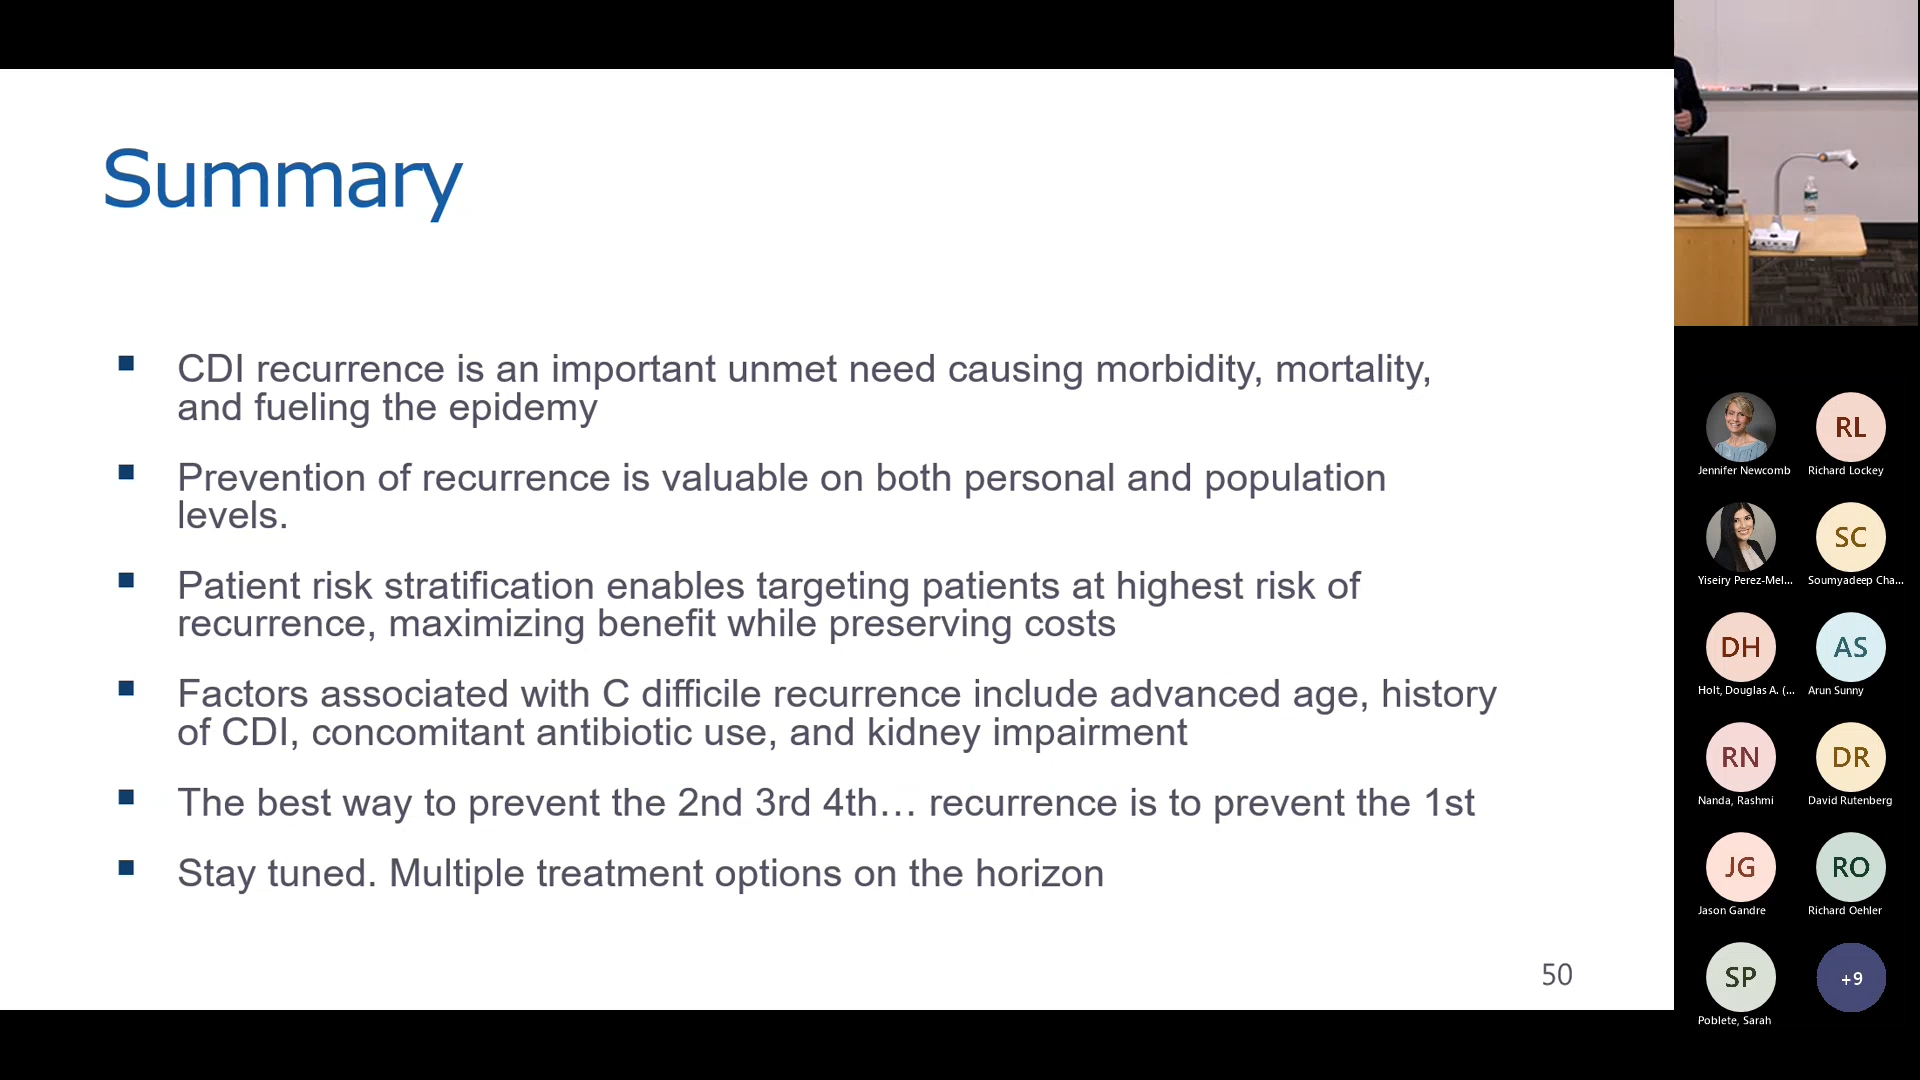 Summary
CDI recurrence is an important unmet need causing morbidity, mortality,
and fueling the epidemy
Prevention of recurrence is valuable on both personal and population
levels.
Patient risk stratification enables targeting patients at highest risk of
recurrence, maximizing benefit while preserving costs
Factors associated with C difficile recurrence include advanced age, history
of CDI, concomitant antibiotic use, and kidney impairment
The best way to prevent the 2nd 3rd 4th… recurrence is to prevent the 1st
Stay tuned. Multiple treatment options on the horizon
50
RL
Jennifer Newcomb
Richard Lockey
SC
Yiseiry Perez-Mel...
Soumyadeep Cha...
DH
AS
Holt, Douglas A. (...
Arun Sunny
RN
DR
Nanda, Rashmi
David Rutenberg
JG
RO
Jason Gandre
Richard Oehler
SP
+9
Poblete, Sarah